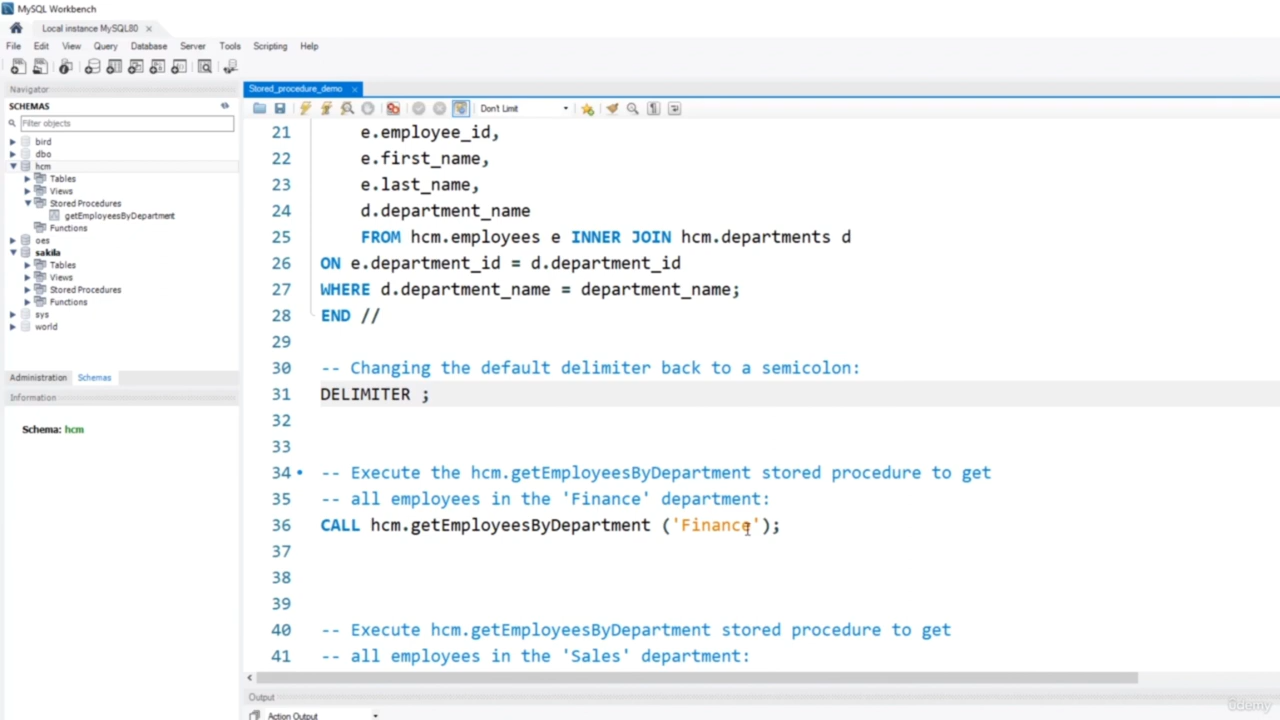 MySQL Workbench
Local instance MySQL80
File Edit View Query Database Server Tools Scripting Help
Navigator
SCHEMAS
Filter objects
bird
dbo
hcm
Tables
Views
Stored Procedures
getEmployeesByDepartment
Functions
oes
sakila
Tables
Views
Stored Procedures
Functions
sys
world
Administration Schemas
Information
Schema: hcm
Stored_procedure_demo
Don't Limit
21 e.employee_id,
22 e.first_name,
23 e.last_name,
24 d.department_name
25 FROM hcm.employees e INNER JOIN hcm.departments d
26 ON e.department_id = d.department_id
27 WHERE d.department_name = department_name;
28 END //
29
30 -- Changing the default delimiter back to a semicolon:
31 DELIMITER ;
32
33
34 -- Execute the hcm.getEmployeesByDepartment stored procedure to get
35 -- all employees in the 'Finance' department:
36 CALL hcm.getEmployeesByDepartment ('Finance');
37
38
39
40 -- Execute hcm.getEmployeesByDepartment stored procedure to get
41 -- all employees in the 'Sales' department:
Output
Action Output
ûdemy